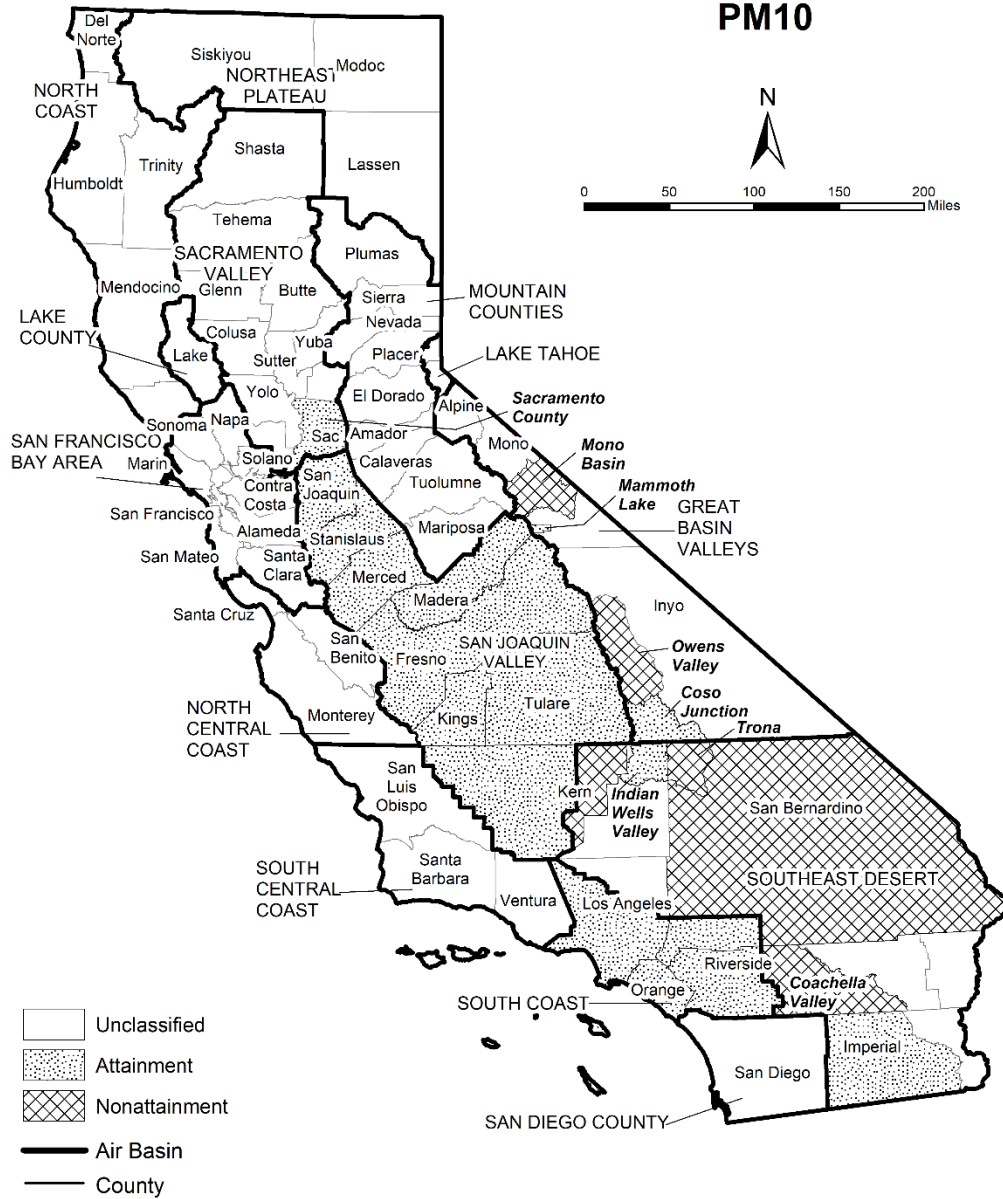 PM10
N
0 50 100 150 200
Miles
Del
Norte
Siskiyou
Modoc
NORTHEAST
PLATEAU
NORTH
COAST
Shasta
Trinity
Lassen
Humboldt
Tehema
SACRAMENTO
VALLEY
Plumas
Mendocino
Glenn
Butte
Sierra
MOUNTAIN
COUNTIES
LAKE
COUNTY
Colusa
Nevada
Yuba
Lake
Sutter
Placer
LAKE TAHOE
Yolo
El Dorado
Alpine
Sacramento
County
Sonoma
Napa
Sac
Amador
Mono
SAN FRANCISCO
BAY AREA
Marin
Solano
Calaveras
Mono
Basin
Contra
Costa
San
Joaquin
Tuolumne
Mammoth
Lake
San Francisco
Alameda
Stanislaus
Mariposa
GREAT
BASIN
VALLEYS
San Mateo
Santa
Clara
Merced
Madera
Santa Cruz
Inyo
San
Benito
Fresno
SAN JOAQUIN
VALLEY
Owens
Valley
Coso
Junction
NORTH
CENTRAL
COAST
Monterey
Kings
Tulare
Trona
San
Luis
Obispo
Kern
Indian
Wells
Valley
San Bernardino
SOUTH
CENTRAL
COAST
Santa
Barbara
Ventura
Los Angeles
SOUTHEAST DESERT
Riverside
Orange
Coachella
Valley
SOUTH COAST
Imperial
San Diego
SAN DIEGO COUNTY
Unclassified
Attainment
Nonattainment
Air Basin
County